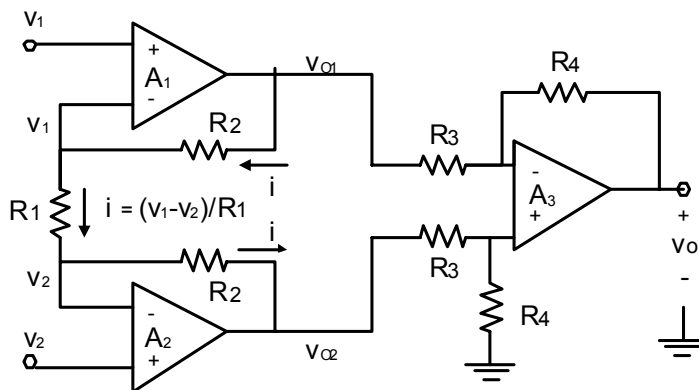 v₁
+
A₁
-
v₁
vO1
R₄
R₂
R₃
i
-
A₃
+
R₁
i = (v₁-v₂)/R₁
i
+
vo
-
v₂
R₂
R₃
-
A₂
+
R₄
v₂
vO2